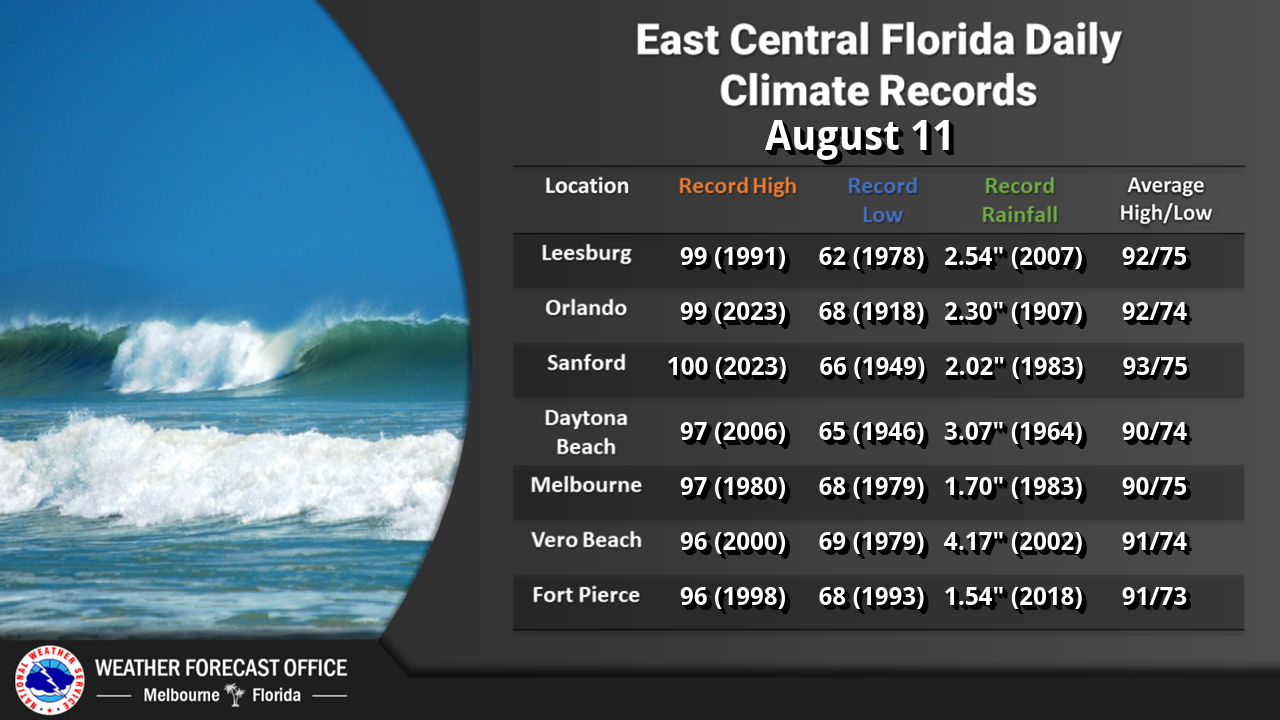 East Central Florida Daily
Climate Records
August 11
Location Record High Record Low Record Rainfall Average High/Low
Leesburg 99 (1991) 62 (1978) 2.54" (2007) 92/75
Orlando 99 (2023) 68 (1918) 2.30" (1907) 92/74
Sanford 100 (2023) 66 (1949) 2.02" (1983) 93/75
Daytona Beach 97 (2006) 65 (1946) 3.07" (1964) 90/74
Melbourne 97 (1980) 68 (1979) 1.70" (1983) 90/75
Vero Beach 96 (2000) 69 (1979) 4.17" (2002) 91/74
Fort Pierce 96 (1998) 68 (1993) 1.54" (2018) 91/73
NATIONAL WEATHER SERVICE
WEATHER FORECAST OFFICE
Melbourne Florida